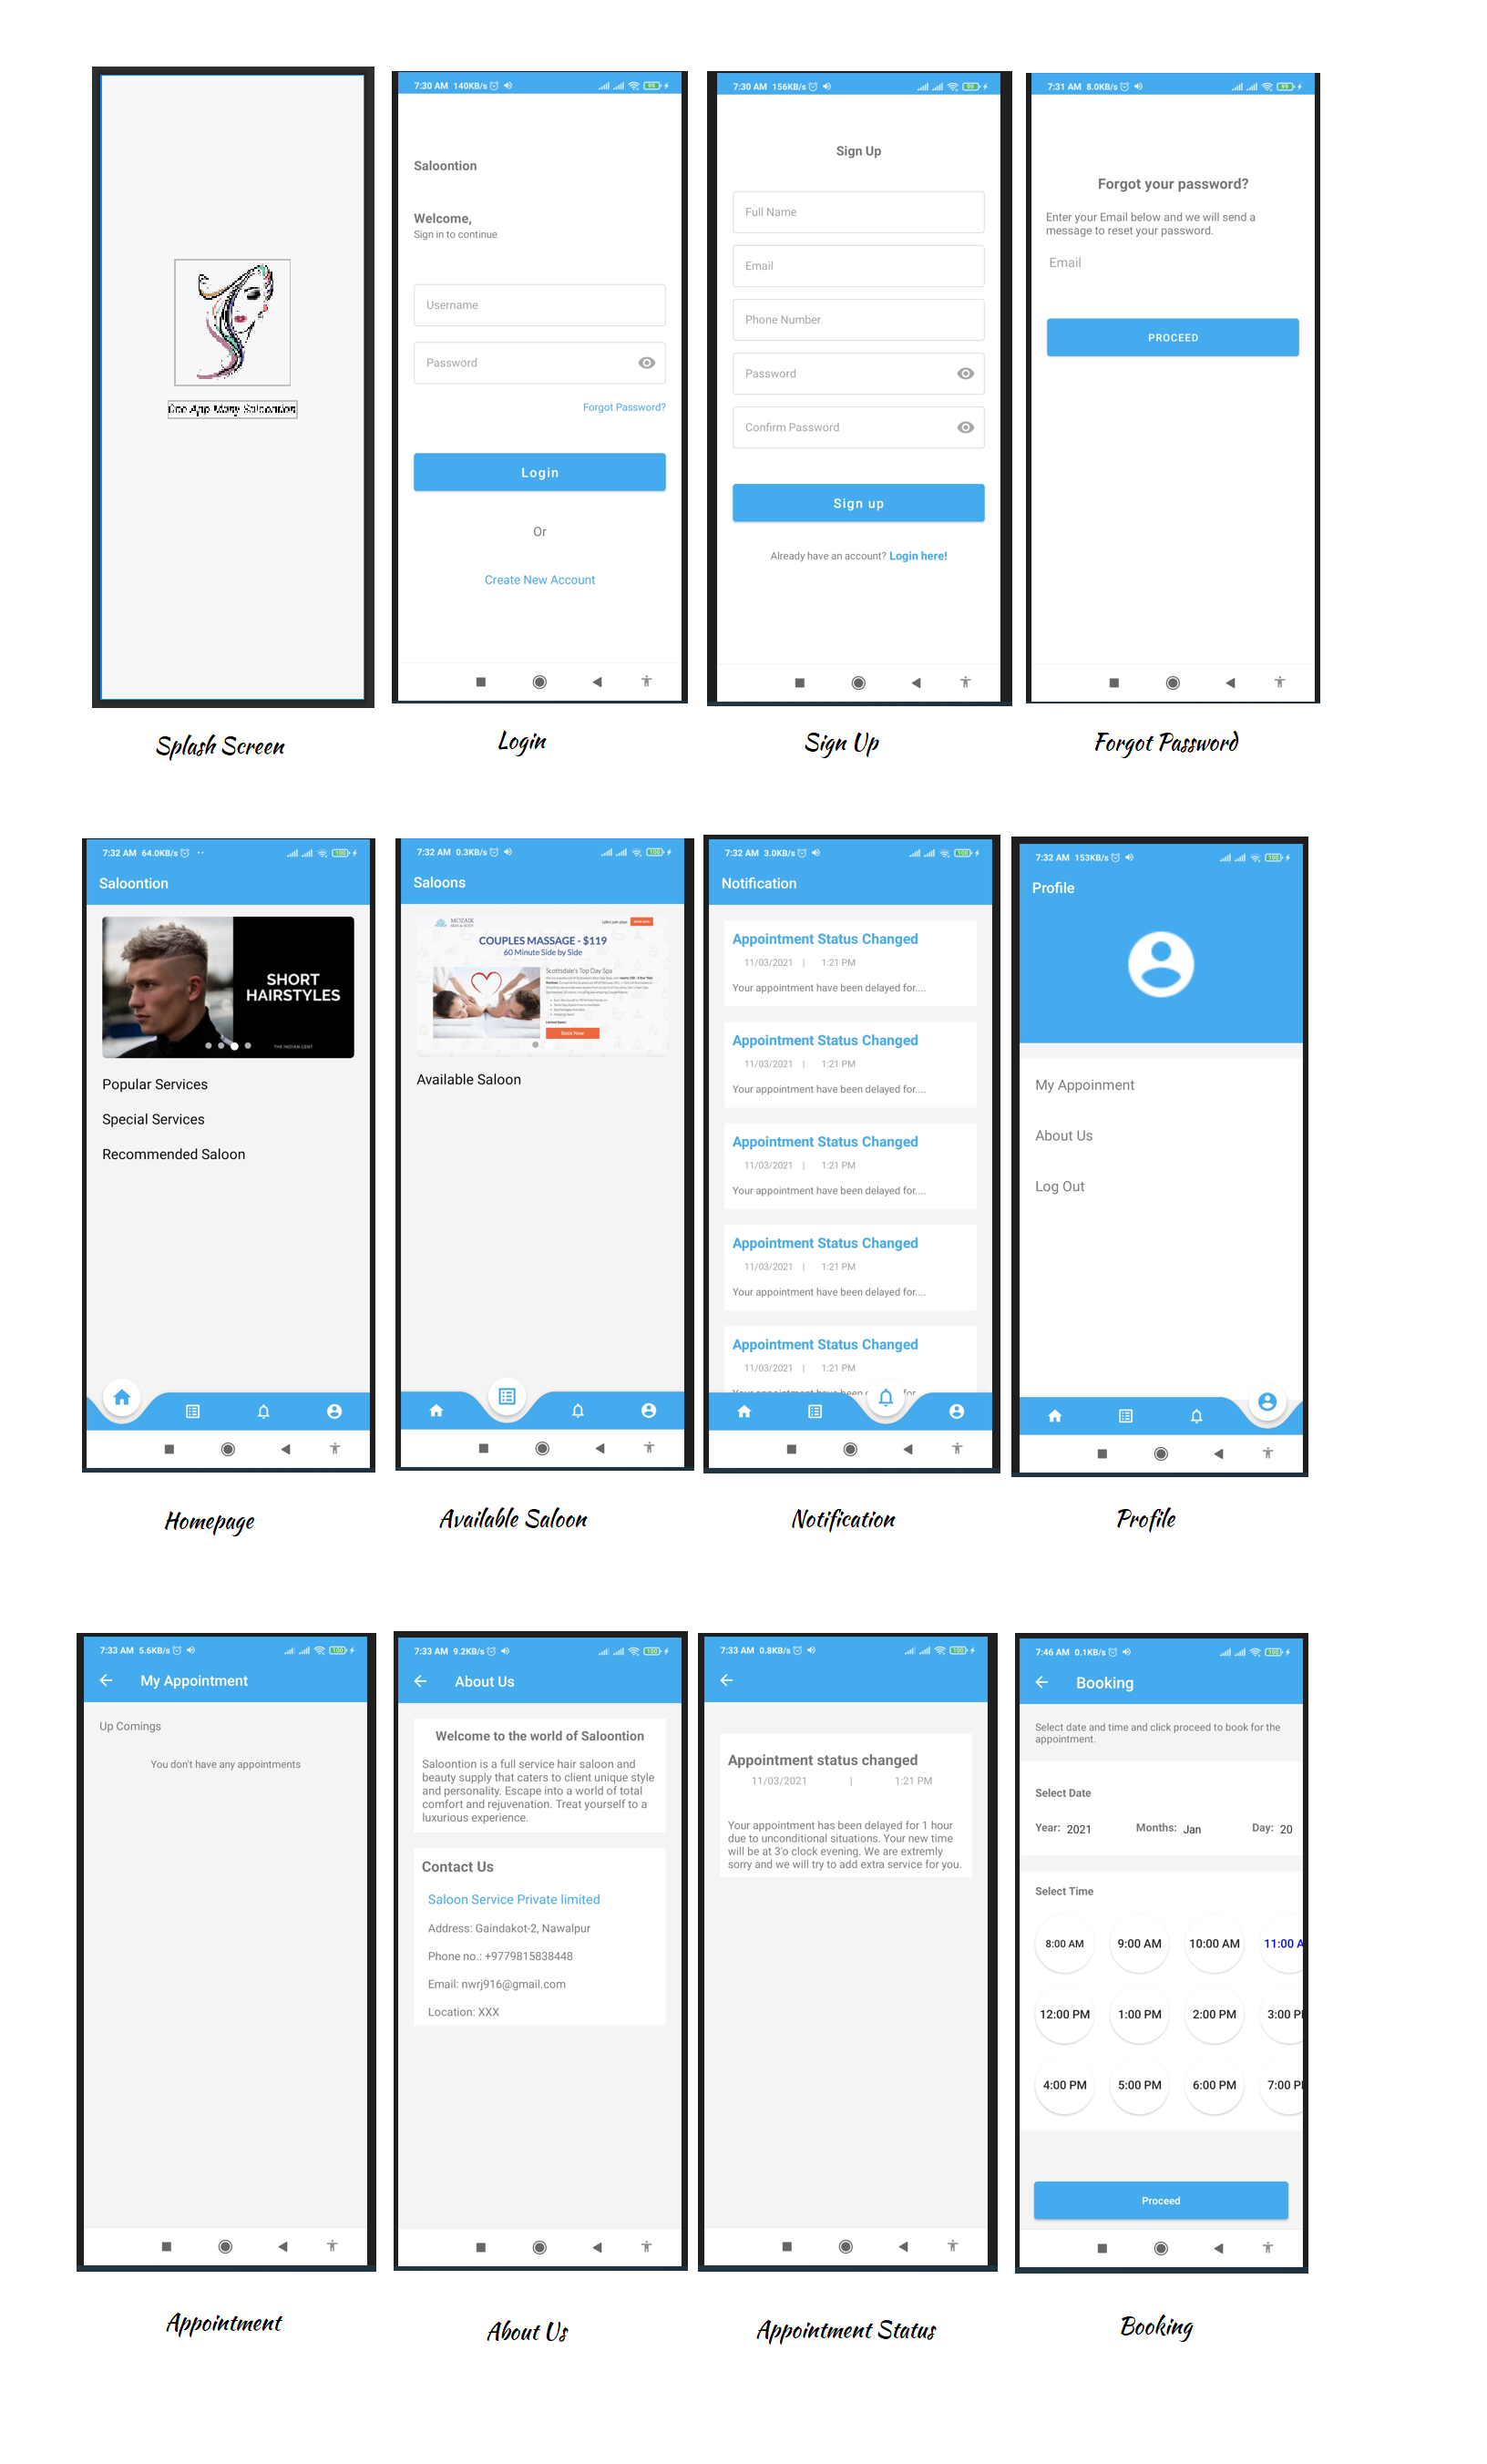 One App Many Saloontion
Splash Screen
7:30 AM 140KB/s
99
Saloontion
Welcome,
Sign in to continue
Username
Password
Forgot Password?
Login
Or
Create New Account
Login
7:30 AM 156KB/s
99
Sign Up
Full Name
Email
Phone Number
Password
Confirm Password
Sign up
Already have an account? Login here!
Sign Up
7:31 AM 8.0KB/s
99
Forgot your password?
Enter your Email below and we will send a
message to reset your password.
Email
PROCEED
Forgot Password
7:32 AM 64.0KB/s
100
Saloontion
SHORT
HAIRSTYLES
THE INDIAN GENT
Popular Services
Special Services
Recommended Saloon
Homepage
7:32 AM 0.3KB/s
100
Saloons
MOZAIK
COUPLES MASSAGE - $119
60 Minute Side by Side
Scottsdale's Top Day Spa
Book Now
Available Saloon
Available Saloon
7:32 AM 3.0KB/s
100
Notification
Appointment Status Changed
11/03/2021 | 1:21 PM
Your appointment have been delayed for....
Appointment Status Changed
11/03/2021 | 1:21 PM
Your appointment have been delayed for....
Appointment Status Changed
11/03/2021 | 1:21 PM
Your appointment have been delayed for....
Appointment Status Changed
11/03/2021 | 1:21 PM
Your appointment have been delayed for....
Appointment Status Changed
11/03/2021 | 1:21 PM
Notification
7:32 AM 153KB/s
100
Profile
My Appoinment
About Us
Log Out
Profile
7:33 AM 5.6KB/s
100
My Appointment
Up Comings
You don't have any appointments
Appointment
7:33 AM 9.2KB/s
100
About Us
Welcome to the world of Saloontion
Saloontion is a full service hair saloon and
beauty supply that caters to client unique style
and personality. Escape into a world of total
comfort and rejuvenation. Treat yourself to a
luxurious experience.
Contact Us
Saloon Service Private limited
Address: Gaindakot-2, Nawalpur
Phone no.: +9779815838448
Email: nwrj916@gmail.com
Location: XXX
About Us
7:33 AM 0.8KB/s
100
Appointment status changed
11/03/2021 | 1:21 PM
Your appointment has been delayed for 1 hour
due to unconditional situations. Your new time
will be at 3'o clock evening. We are extremly
sorry and we will try to add extra service for you.
Appointment Status
7:46 AM 0.1KB/s
100
Booking
Select date and time and click proceed to book for the
appointment.
Select Date
Year: 2021 Months: Jan Day: 20
Select Time
8:00 AM 9:00 AM 10:00 AM 11:00 A
12:00 PM 1:00 PM 2:00 PM 3:00 P
4:00 PM 5:00 PM 6:00 PM 7:00 P
Proceed
Booking